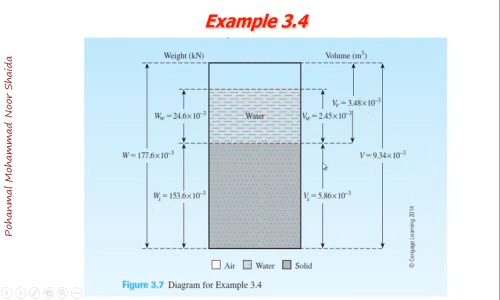 Example 3.4
Pohanmal Mohammad Noor Shaida
Weight (kN)
Volume (m³)
Vᵥ = 3.48×10⁻³
W𝓌 = 24.6×10⁻³
Water
V𝓌 = 2.45×10⁻³
W = 177.6×10⁻³
V = 9.34×10⁻³
Wₛ = 153.6×10⁻³
Vₛ = 5.86×10⁻³
Air
Water
Solid
© Cengage Learning 2014
Figure 3.7 Diagram for Example 3.4